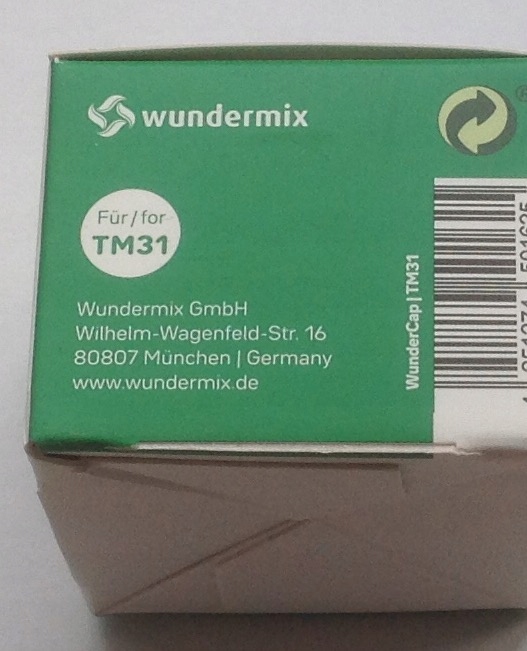 wundermix
Für/for
TM31
Wundermix GmbH
Wilhelm-Wagenfeld-Str. 16
80807 München | Germany
www.wundermix.de
WunderCap | TM31